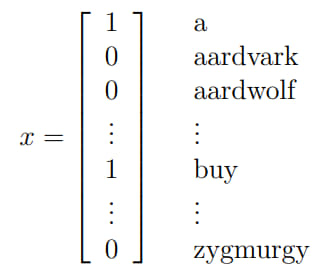 1 a
0 aardvark
0 aardwolf
⋮ ⋮
x = 1 buy
⋮ ⋮
0 zygmurgy